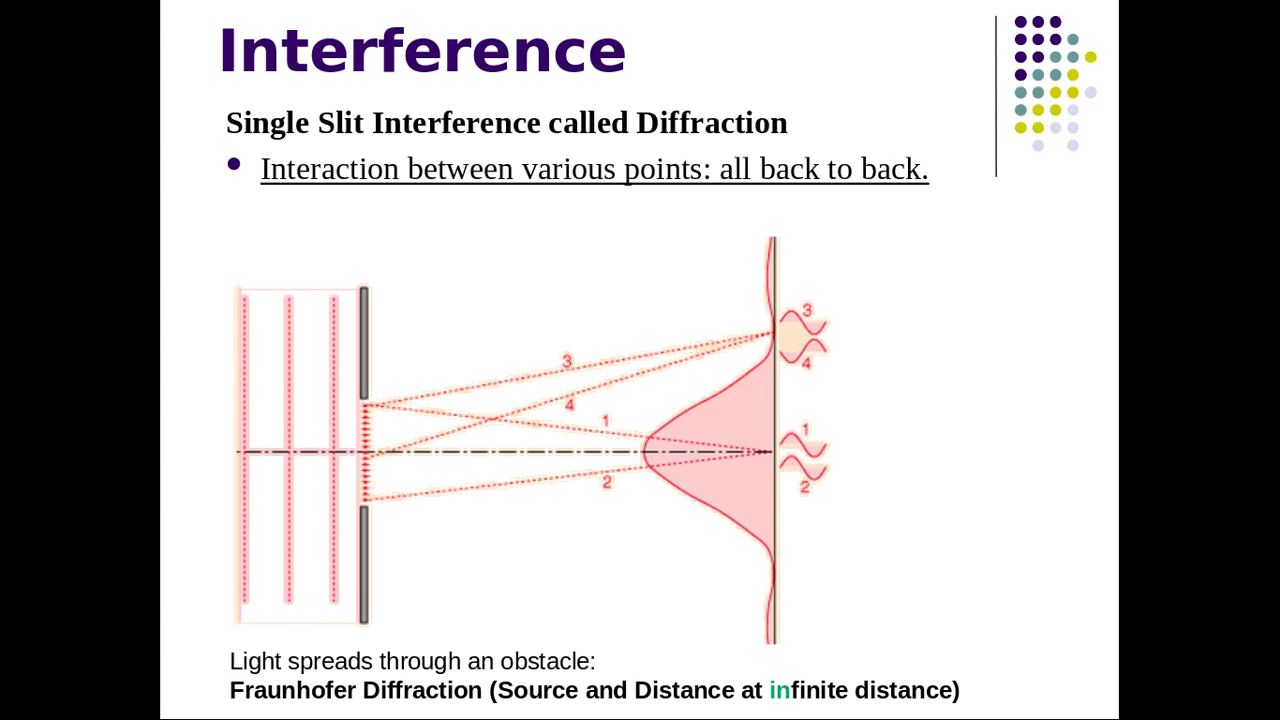 Interference
Single Slit Interference called Diffraction
Interaction between various points: all back to back.
3
3
4
4
1
1
2
2
Light spreads through an obstacle:
Fraunhofer Diffraction (Source and Distance at infinite distance)